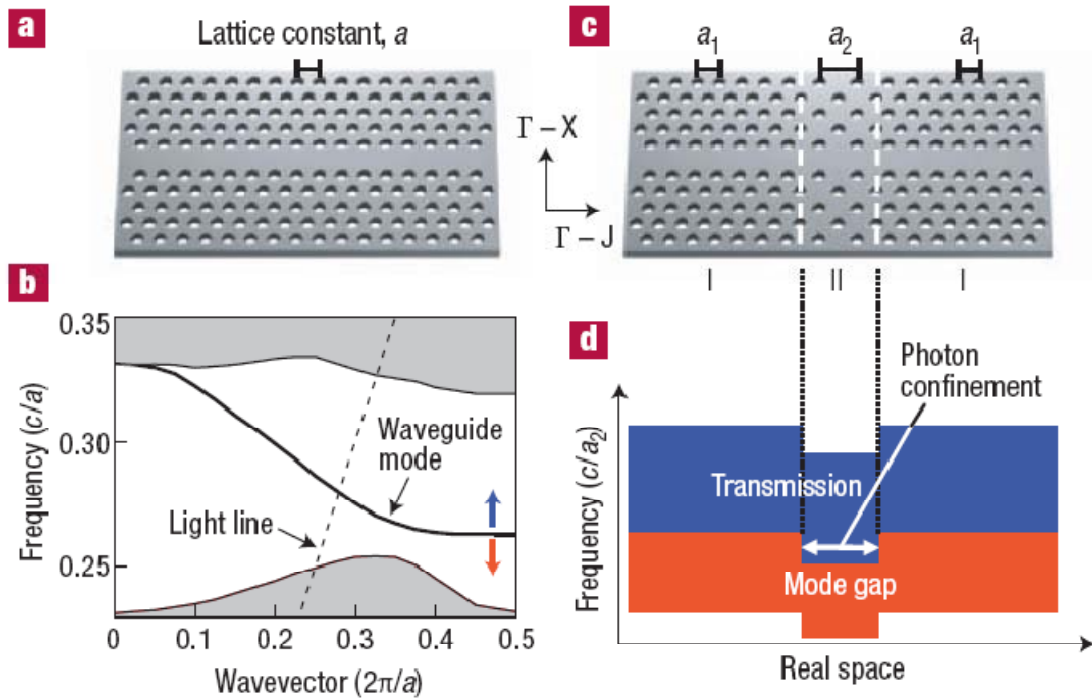 a
Lattice constant, a
c
a1
a2
a1
Γ – X
Γ – J
I
II
I
b
0.35
0.30
0.25
Frequency (c/a)
Waveguide
mode
Light line
0
0.1
0.2
0.3
0.4
0.5
Wavevector (2π/a)
d
Photon
confinement
Frequency (c/a2)
Transmission
Mode gap
Real space